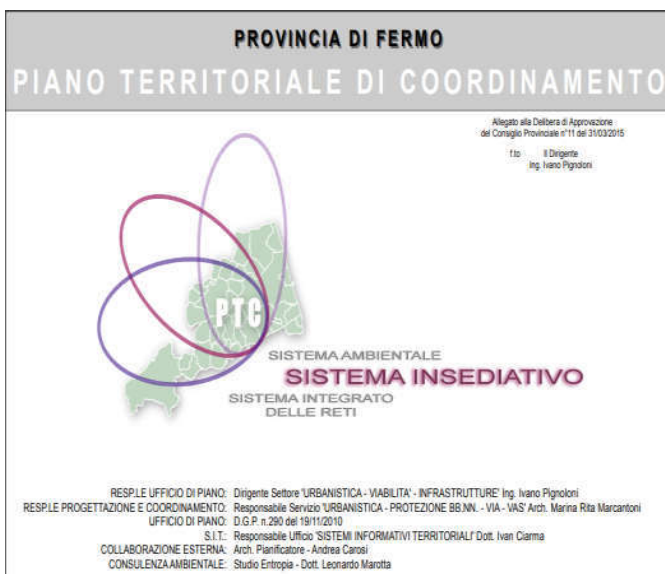 PROVINCIA DI FERMO
PIANO TERRITORIALE DI COORDINAMENTO
Allegato alla Delibera di Approvazione
del Consiglio Provinciale n°11 del 31/03/2015
f.to Il Dirigente
Ing. Ivano Pignoloni
PTC
SISTEMA AMBIENTALE
SISTEMA INSEDIATIVO
SISTEMA INTEGRATO
DELLE RETI
RESP.LE UFFICIO DI PIANO: Dirigente Settore 'URBANISTICA - VIABILITA' - INFRASTRUTTURE' Ing. Ivano Pignoloni
RESP.LE PROGETTAZIONE E COORDINAMENTO: Responsabile Servizio 'URBANISTICA - PROTEZIONE BB.NN. - VIA - VAS' Arch. Marina Rita Marcantoni
UFFICIO DI PIANO: D.G.P. n.290 del 19/11/2010
S.I.T.: Responsabile Ufficio 'SISTEMI INFORMATIVI TERRITORIALI' Dott. Ivan Ciarma
COLLABORAZIONE ESTERNA: Arch. Pianificatore - Andrea Carosi
CONSULENZA AMBIENTALE: Studio Entropia - Dott. Leonardo Marotta